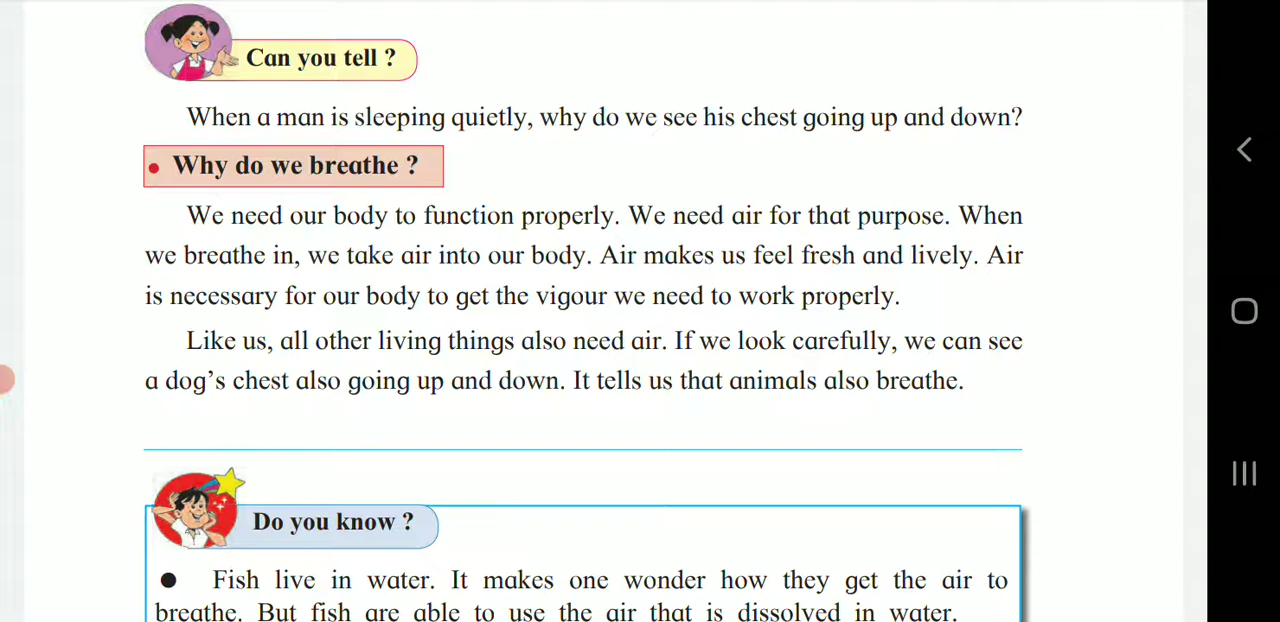 Can you tell ?
When a man is sleeping quietly, why do we see his chest going up and down?
• Why do we breathe ?
We need our body to function properly. We need air for that purpose. When
we breathe in, we take air into our body. Air makes us feel fresh and lively. Air
is necessary for our body to get the vigour we need to work properly.
Like us, all other living things also need air. If we look carefully, we can see
a dog’s chest also going up and down. It tells us that animals also breathe.
Do you know ?
● Fish live in water. It makes one wonder how they get the air to
breathe. But fish are able to use the air that is dissolved in water.